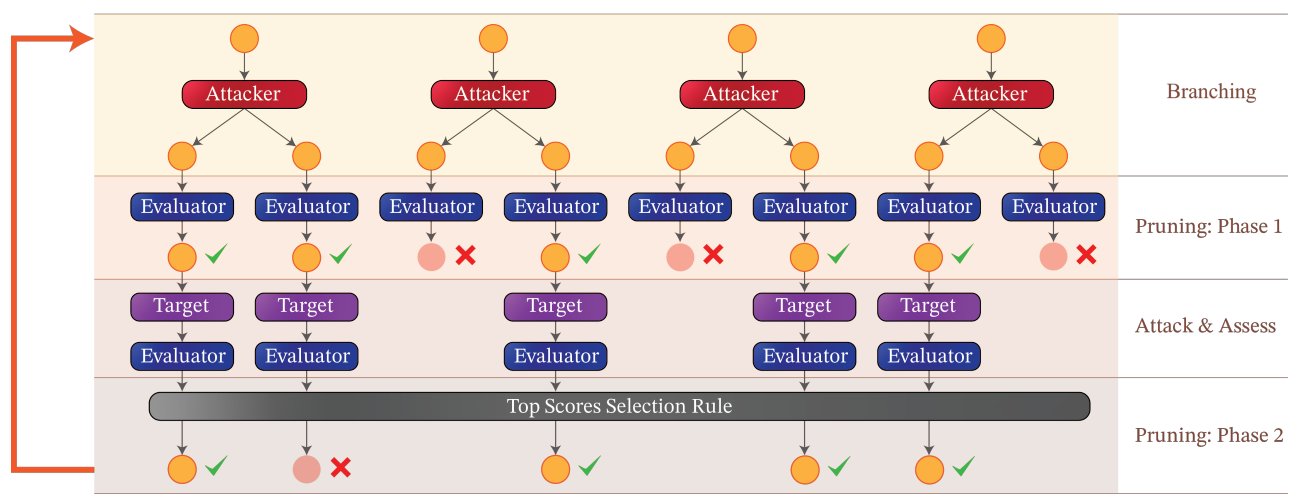 Attacker Attacker Attacker Attacker
Branching
Evaluator Evaluator Evaluator Evaluator Evaluator Evaluator Evaluator Evaluator
Pruning: Phase 1
Target Target Target Target Target
Attack & Assess
Evaluator Evaluator Evaluator Evaluator Evaluator
Top Scores Selection Rule
Pruning: Phase 2